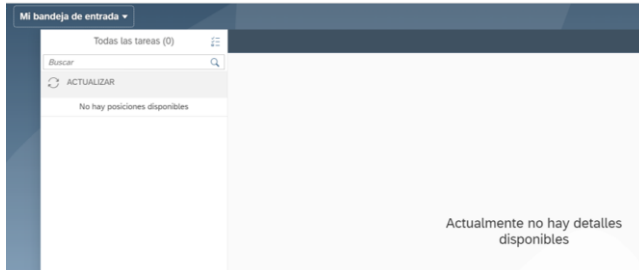 Mi bandeja de entrada
Todas las tareas (0)
Buscar
ACTUALIZAR
No hay posiciones disponibles
Actualmente no hay detalles
disponibles